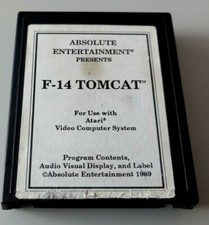 ABSOLUTE
ENTERTAINMENT®
PRESENTS
F-14 TOMCAT™
For Use with
Atari®
Video Computer System
Program Contents,
Audio Visual Display, and Label
©Absolute Entertainment 1989